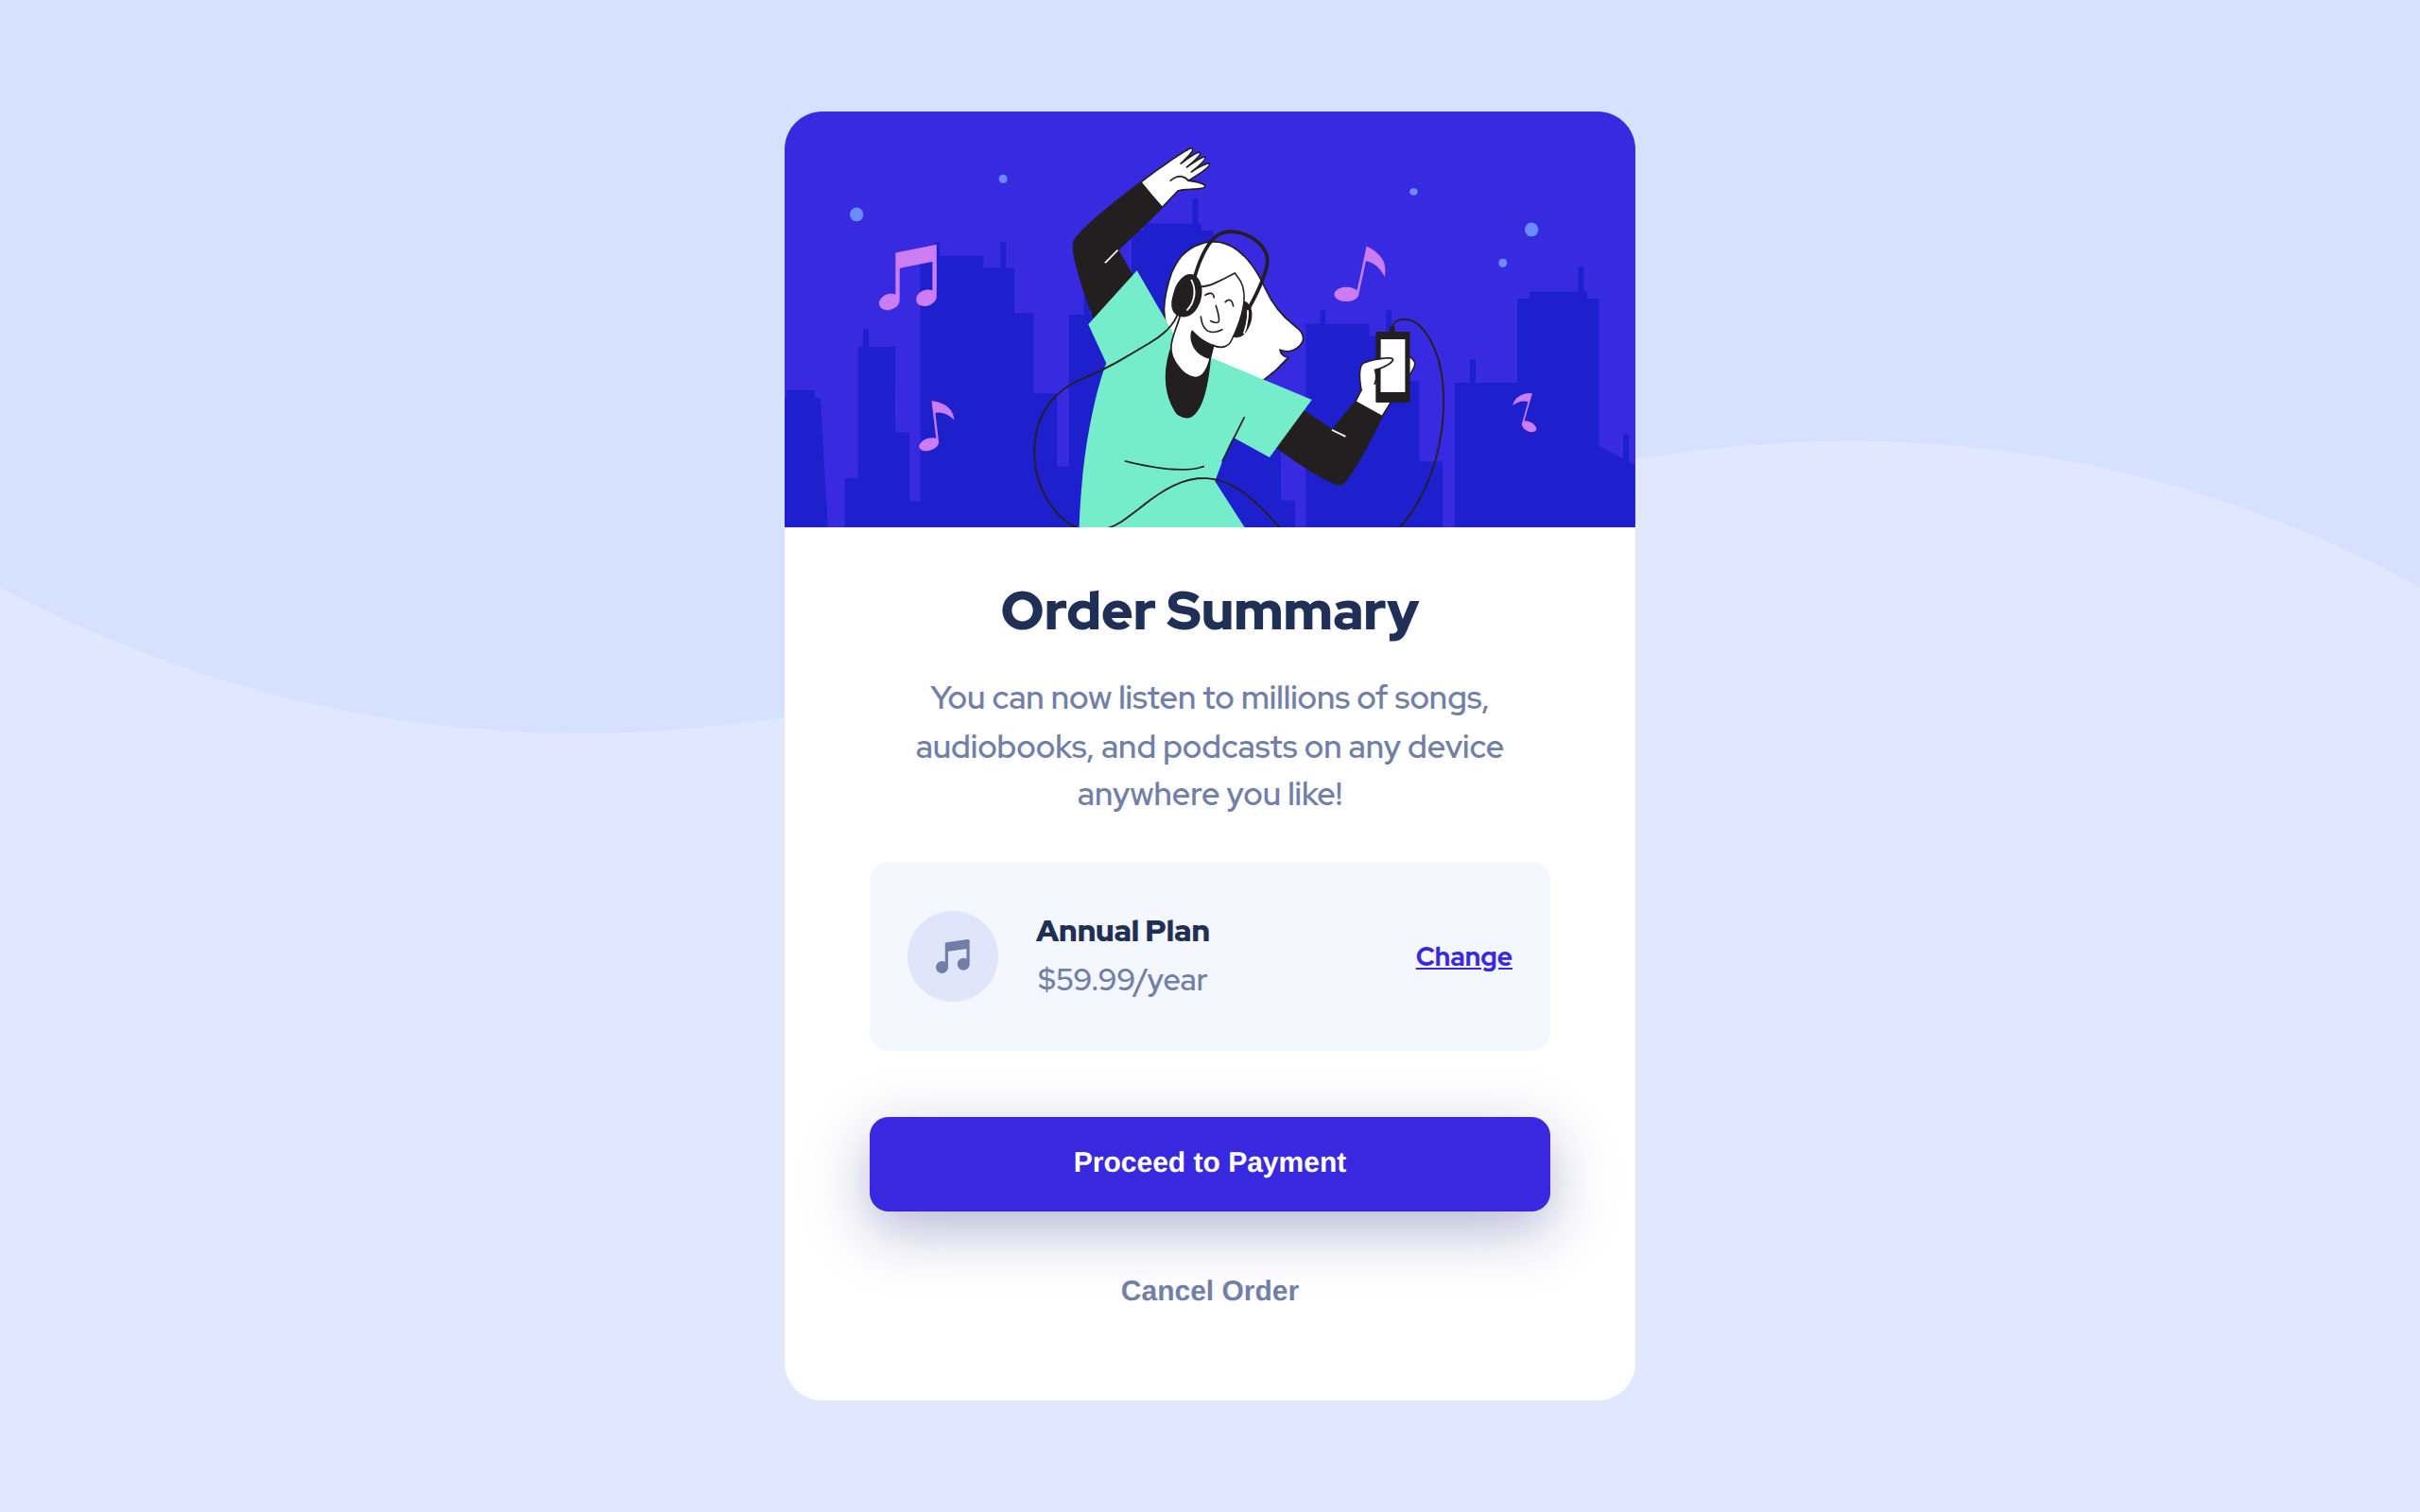 Order Summary
You can now listen to millions of songs,
audiobooks, and podcasts on any device
anywhere you like!
Annual Plan
$59.99/year
Change
Proceed to Payment
Cancel Order